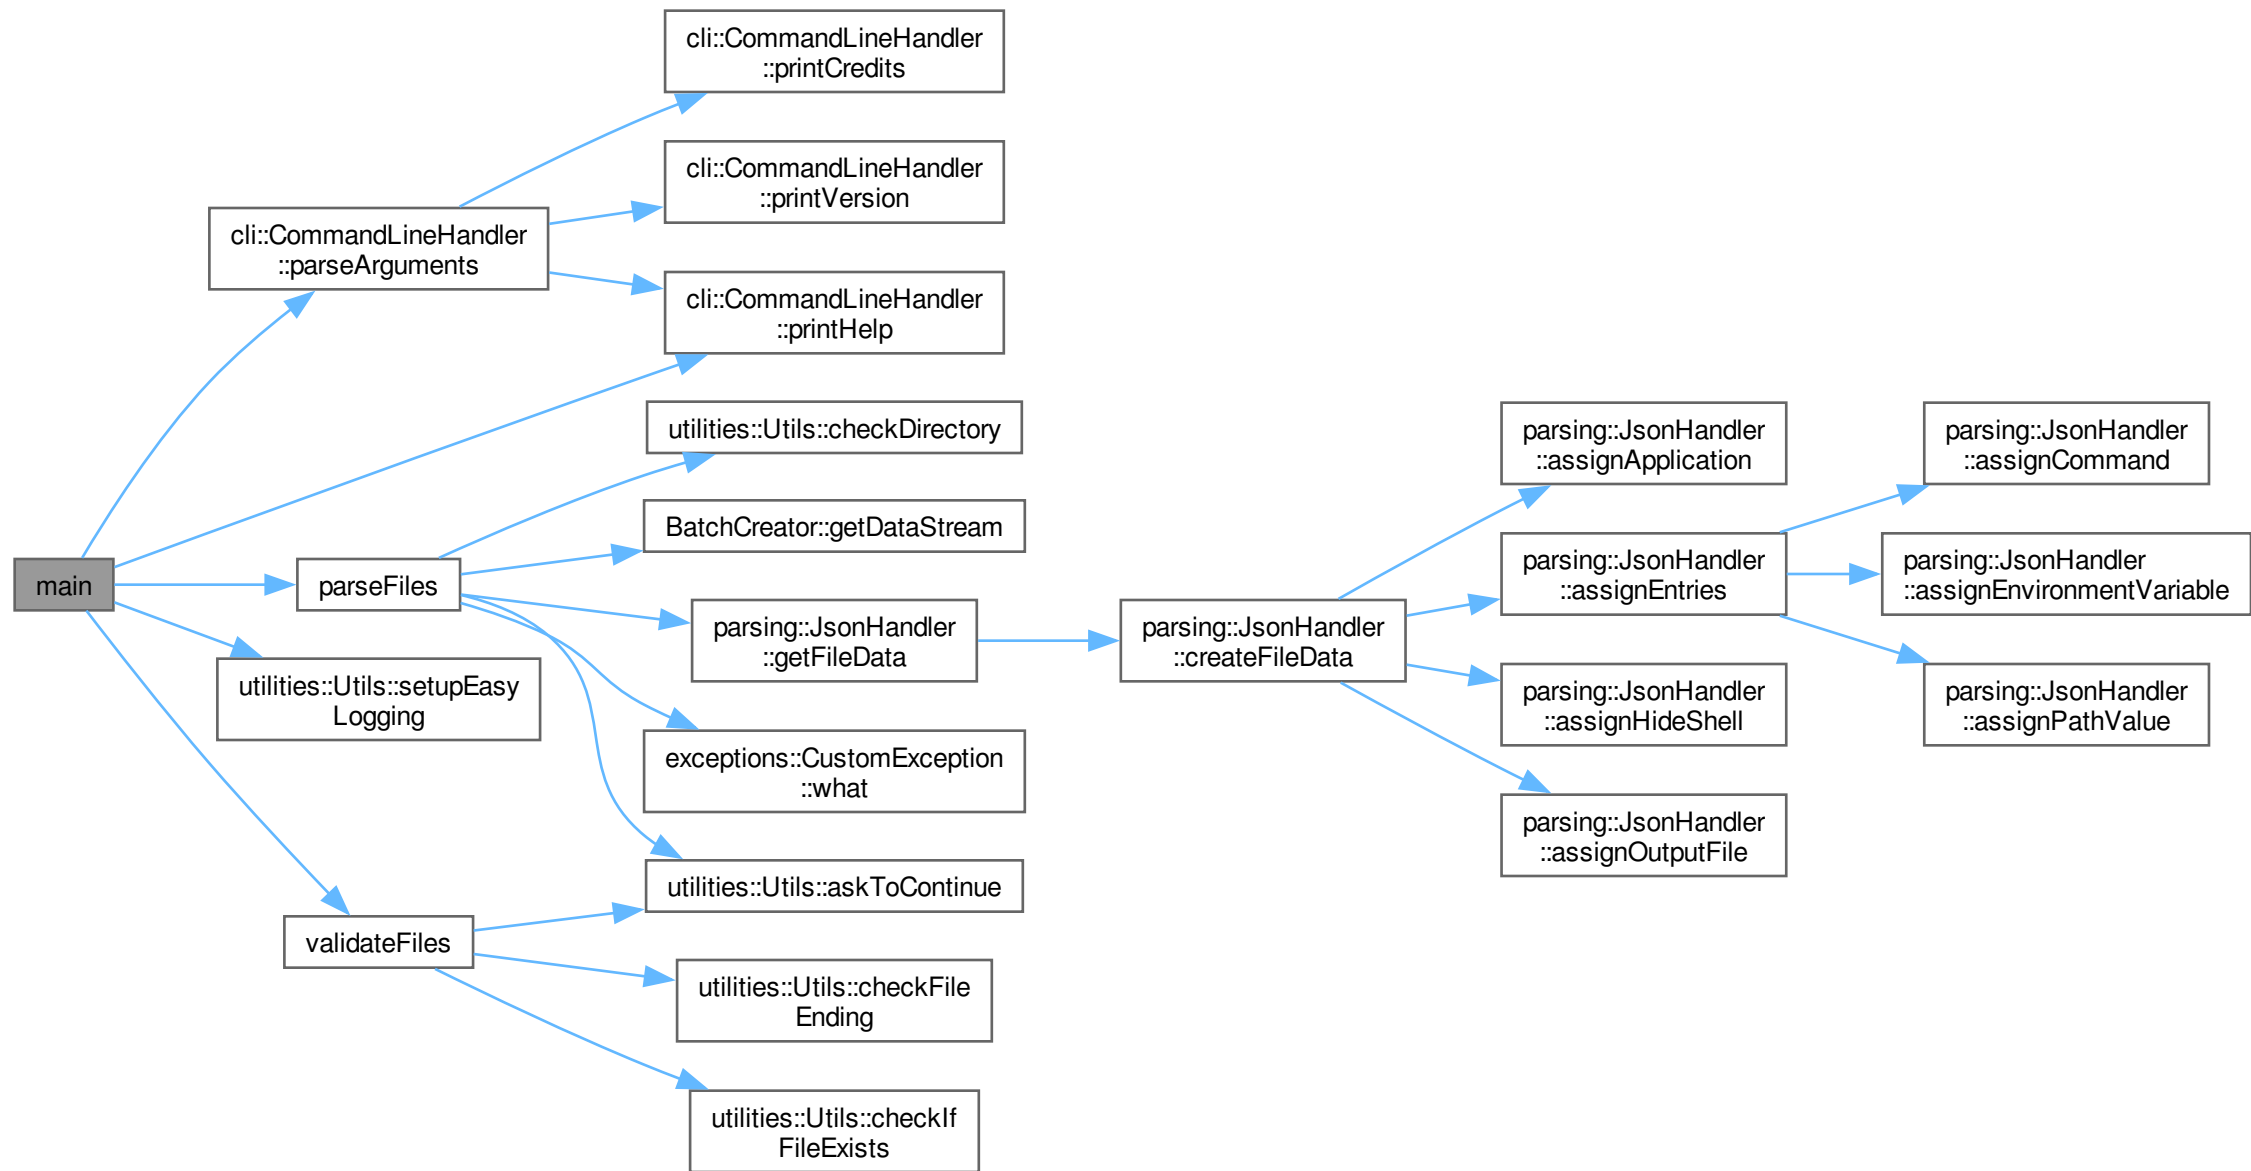 main
cli::CommandLineHandler
::parseArguments
parseFiles
utilities::Utils::setupEasy
Logging
validateFiles
cli::CommandLineHandler
::printCredits
cli::CommandLineHandler
::printVersion
cli::CommandLineHandler
::printHelp
utilities::Utils::checkDirectory
BatchCreator::getDataStream
parsing::JsonHandler
::getFileData
exceptions::CustomException
::what
utilities::Utils::askToContinue
utilities::Utils::checkFile
Ending
utilities::Utils::checkIf
FileExists
parsing::JsonHandler
::createFileData
parsing::JsonHandler
::assignApplication
parsing::JsonHandler
::assignEntries
parsing::JsonHandler
::assignHideShell
parsing::JsonHandler
::assignOutputFile
parsing::JsonHandler
::assignCommand
parsing::JsonHandler
::assignEnvironmentVariable
parsing::JsonHandler
::assignPathValue